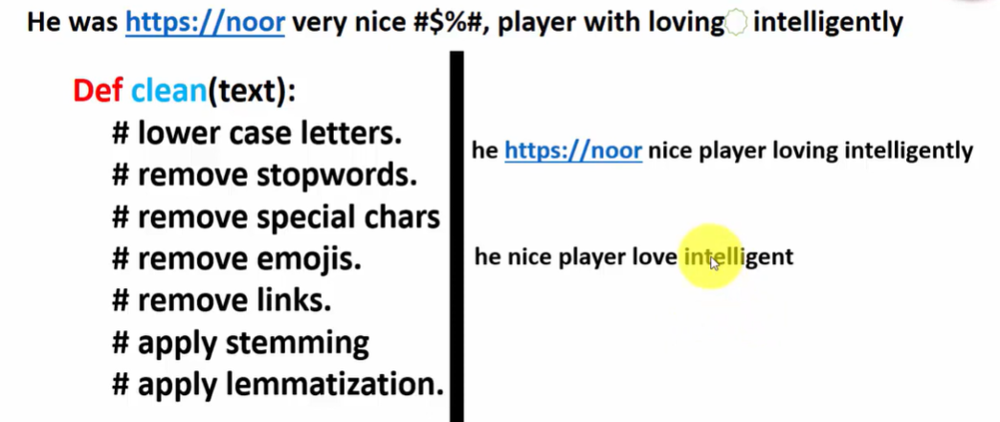 He was https://noor very nice #$%#, player with loving intelligently
Def clean(text):
# lower case letters.
# remove stopwords.
# remove special chars
# remove emojis.
# remove links.
# apply stemming
# apply lemmatization.
he https://noor nice player loving intelligently
he nice player love intelligent